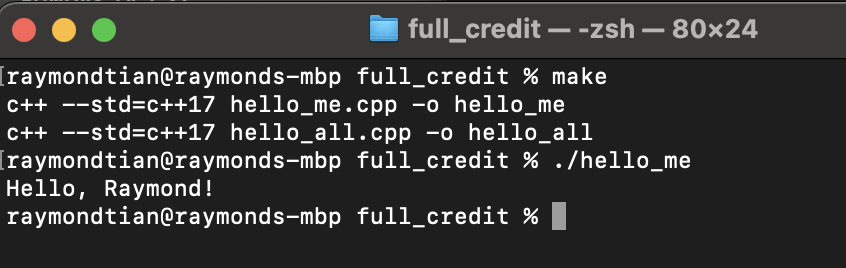 full_credit — -zsh — 80×24
[raymondtian@raymonds-mbp full_credit % make
c++ --std=c++17 hello_me.cpp -o hello_me
c++ --std=c++17 hello_all.cpp -o hello_all
[raymondtian@raymonds-mbp full_credit % ./hello_me
Hello, Raymond!
raymondtian@raymonds-mbp full_credit %